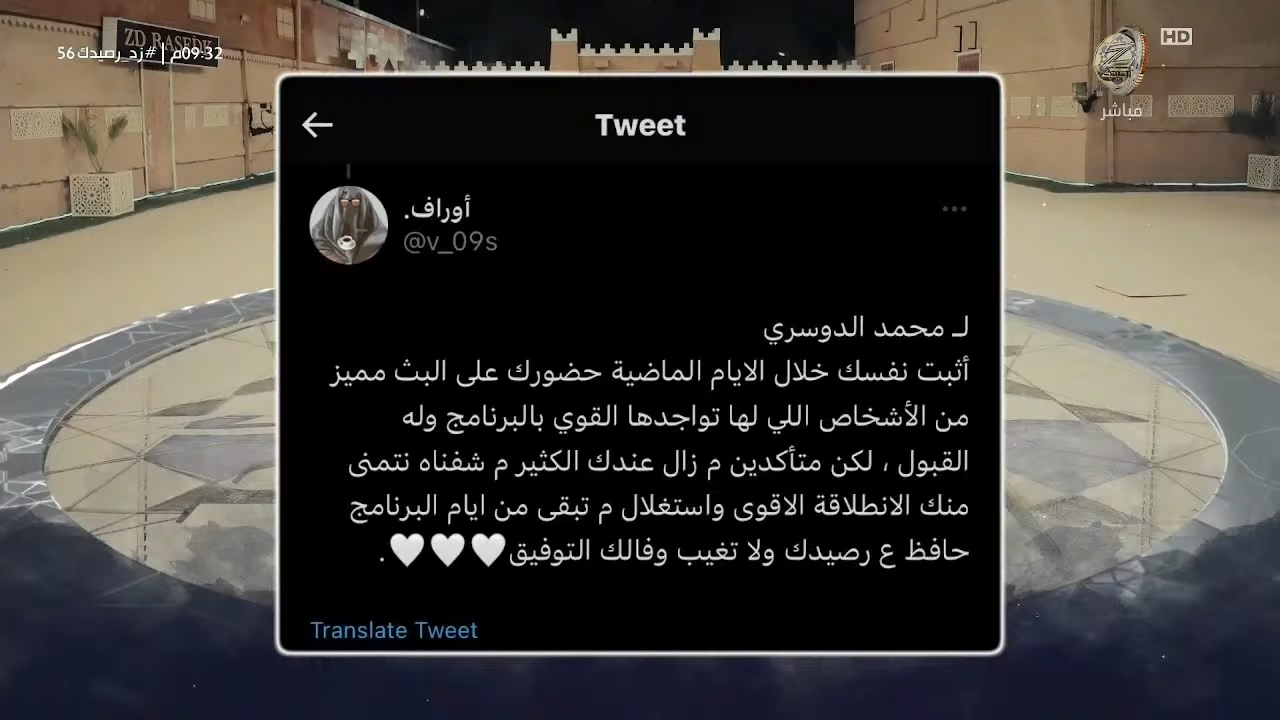 ZD RASEDK
09:32م | #زد_رصيدك56
HD
مباشر
Tweet
أوراف.
@v_09s
لـ محمد الدوسري
أثبت نفسك خلال الايام الماضية حضورك على البث مميز
من الأشخاص اللي لها تواجدها القوي بالبرنامج وله
القبول ، لكن متأكدين م زال عندك الكثير م شفناه نتمنى
منك الانطلاقة الاقوى واستغلال م تبقى من ايام البرنامج
حافظ ع رصيدك ولا تغيب وفالك التوفيق🤍🤍🤍.
Translate Tweet